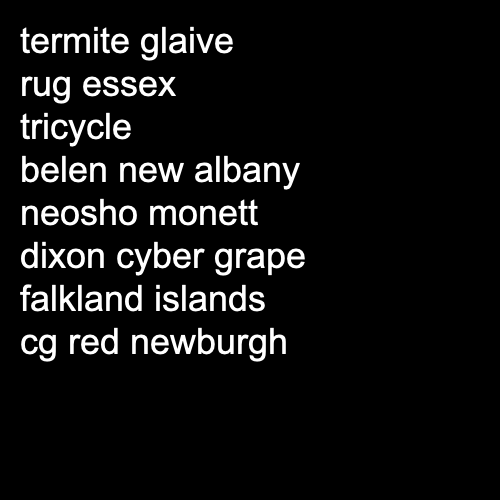 termite glaive
rug essex
tricycle
belen new albany
neosho monett
dixon cyber grape
falkland islands
cg red newburgh